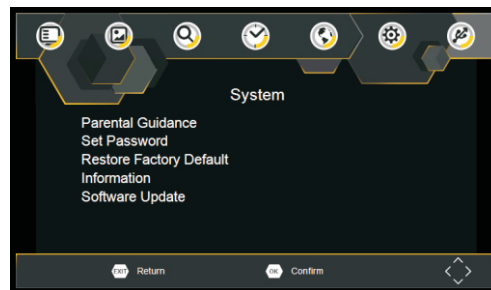 System
Parental Guidance
Set Password
Restore Factory Default
Information
Software Update
EXIT Return
OK Confirm